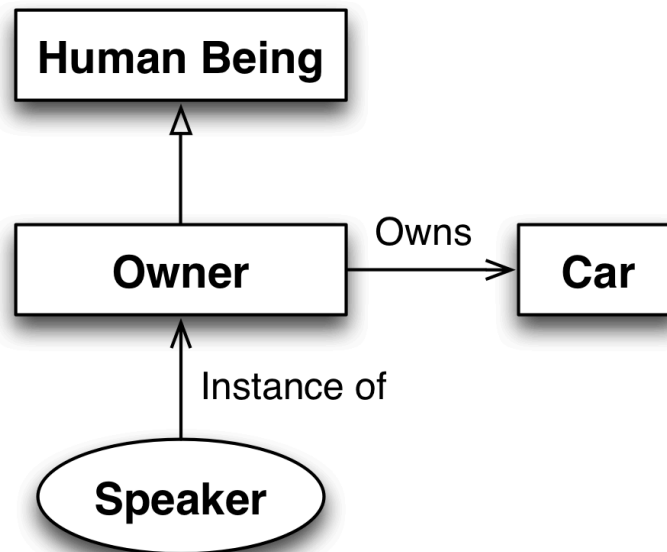 Human Being
Owns
Owner
Car
Instance of
Speaker